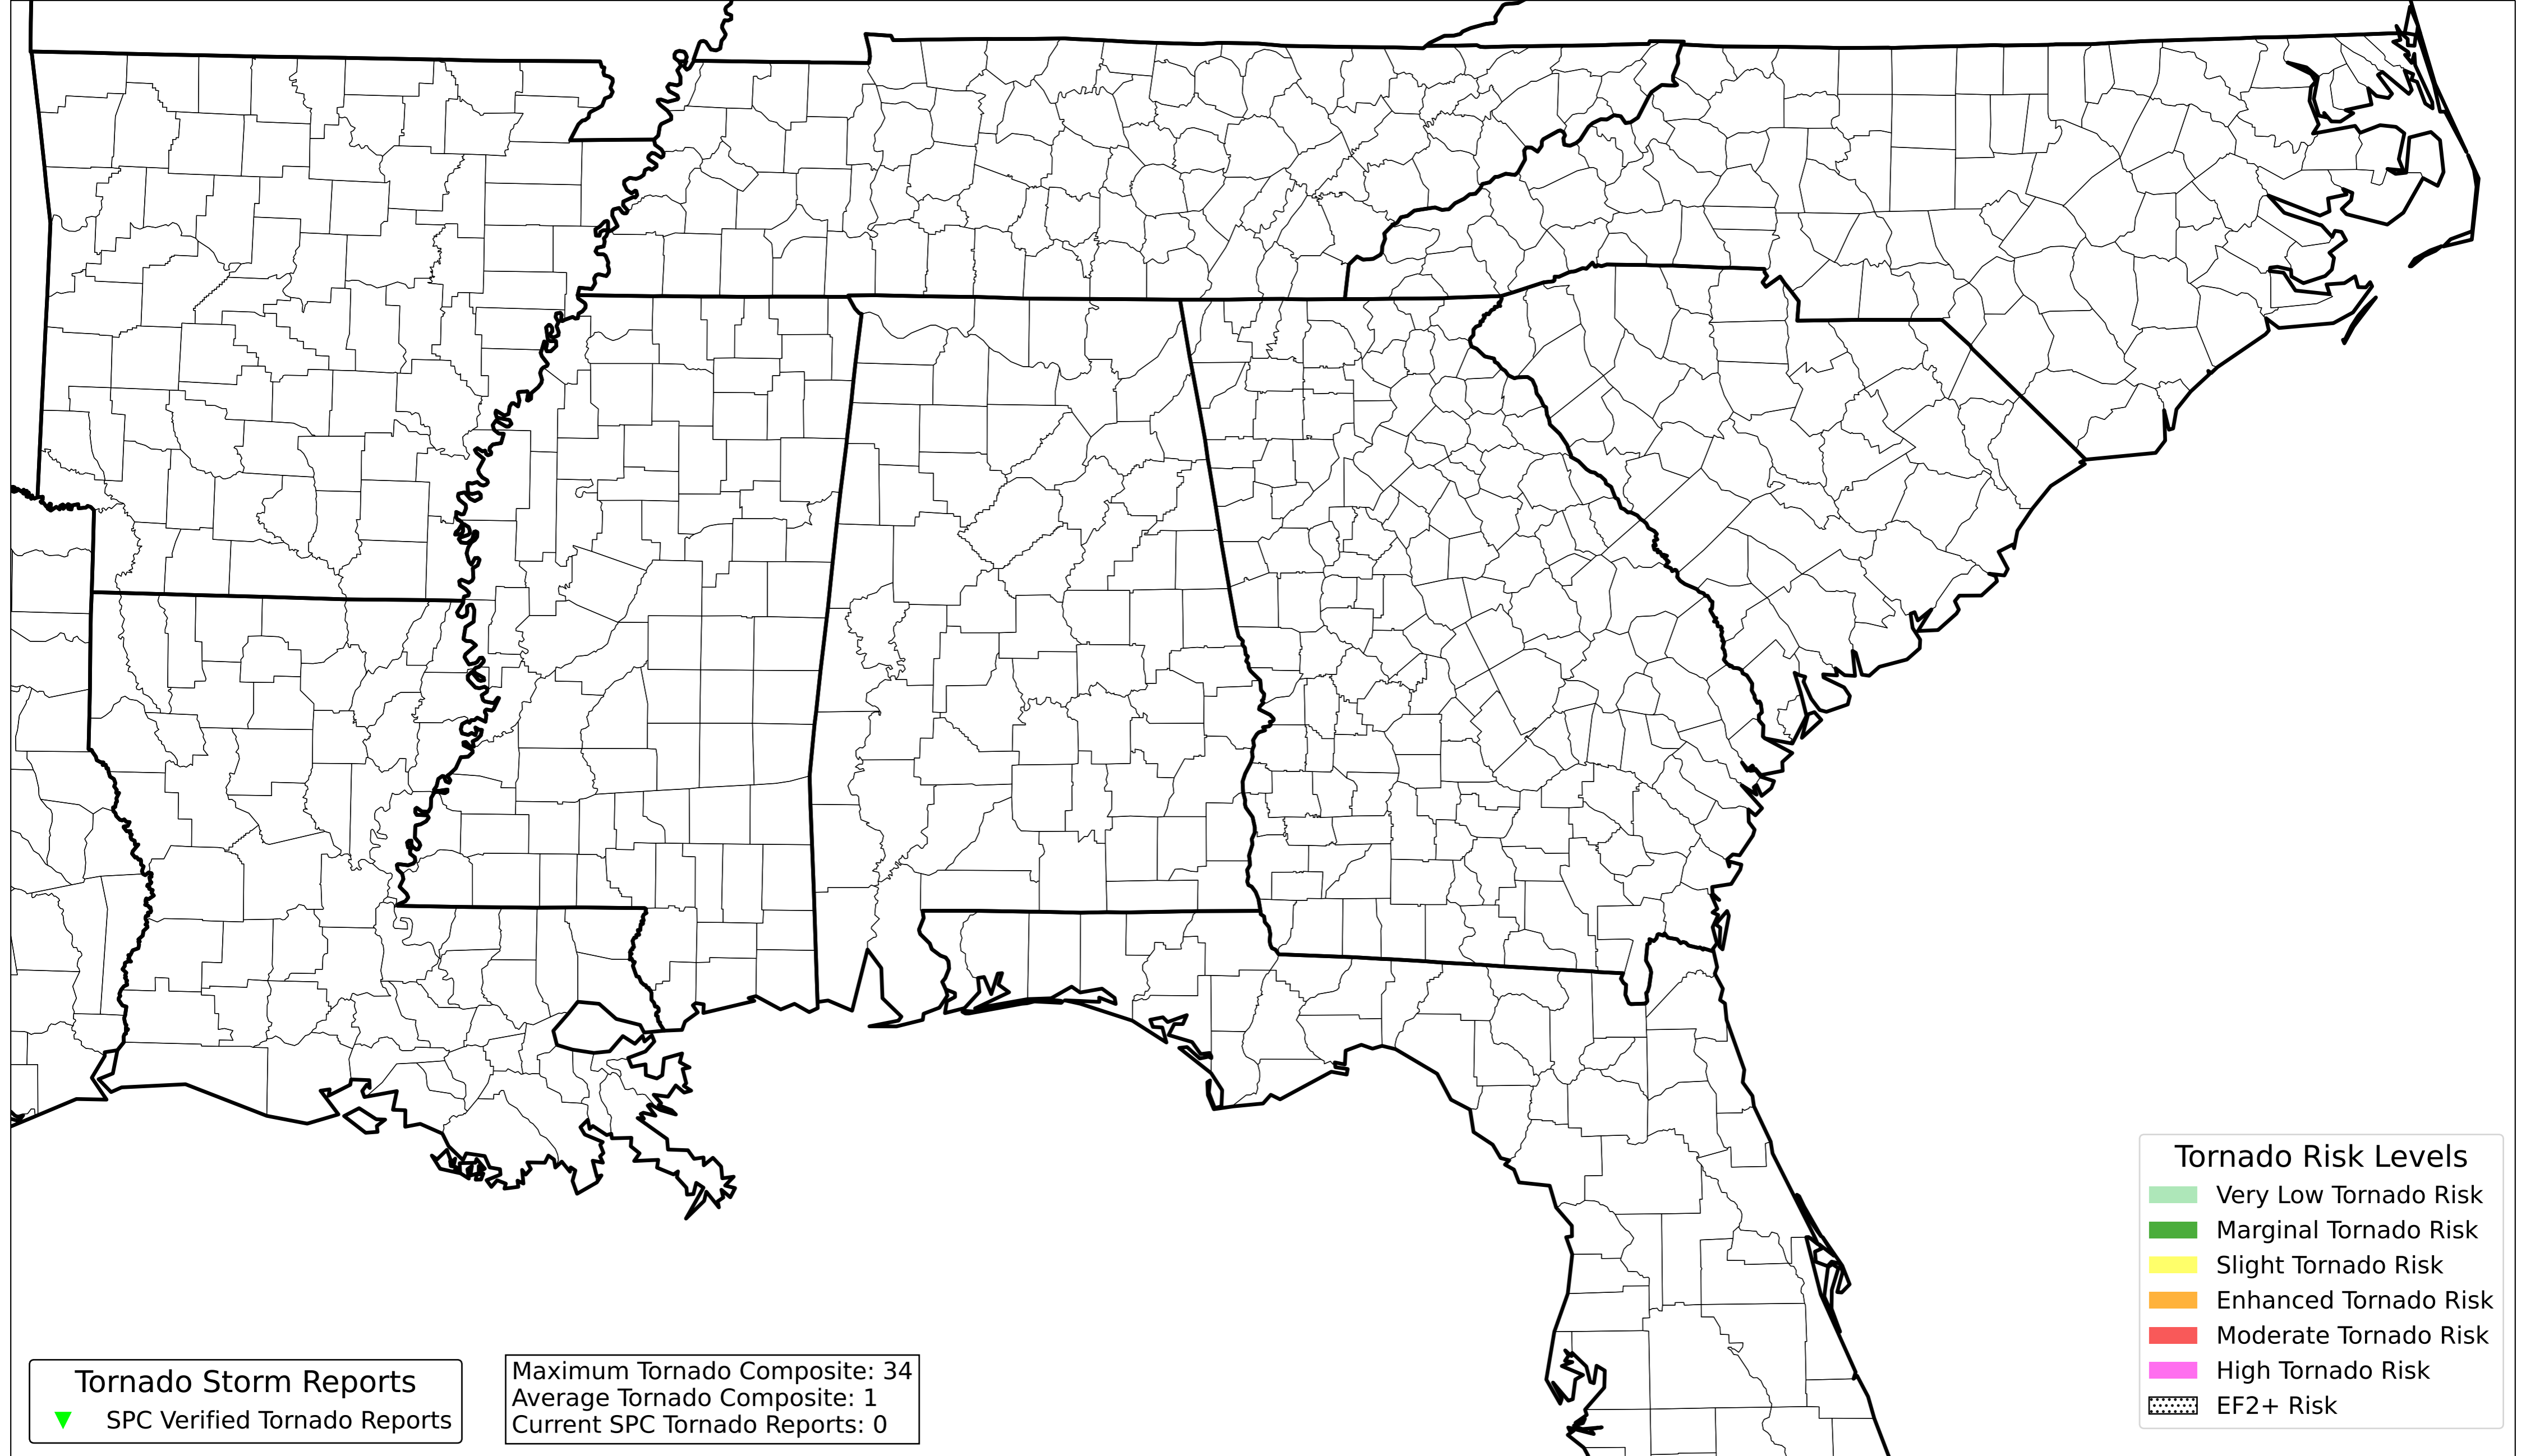 Tornado Risk Levels
Very Low Tornado Risk
Marginal Tornado Risk
Slight Tornado Risk
Enhanced Tornado Risk
Moderate Tornado Risk
High Tornado Risk
EF2+ Risk
Tornado Storm Reports
SPC Verified Tornado Reports
Maximum Tornado Composite: 34
Average Tornado Composite: 1
Current SPC Tornado Reports: 0